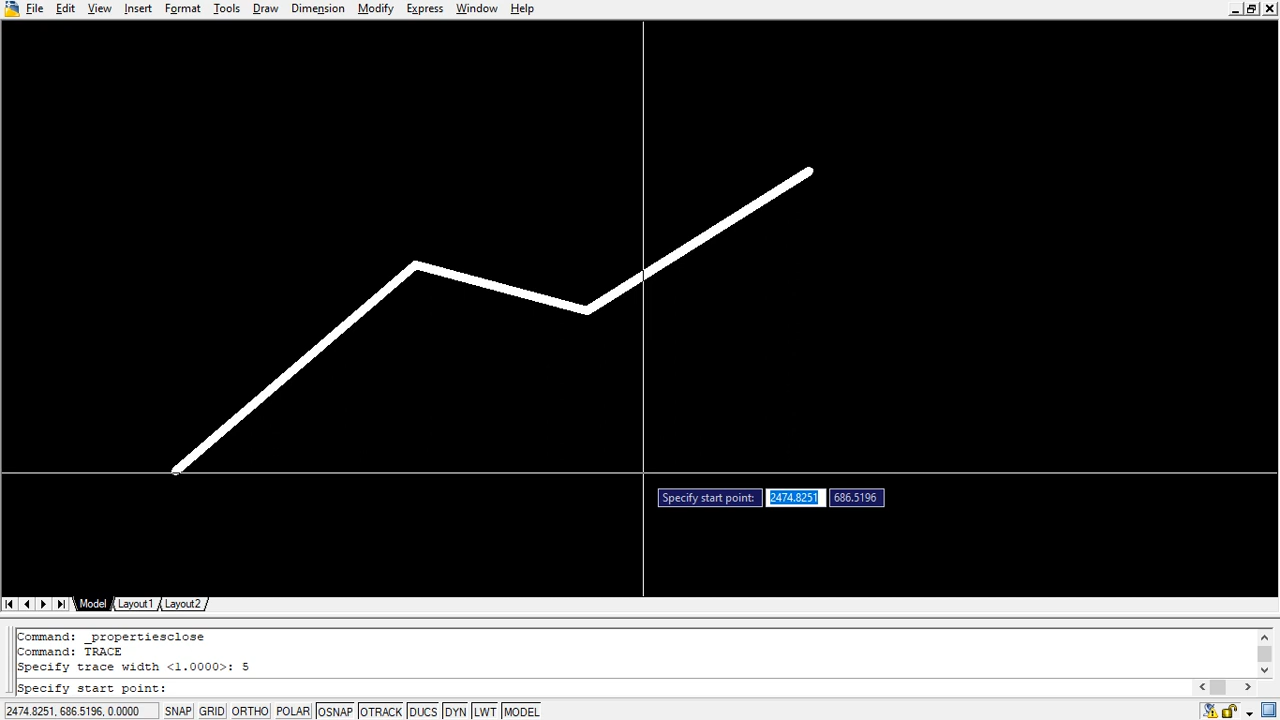 File Edit View Insert Format Tools Draw Dimension Modify Express Window Help
Specify start point: 2474.8251 686.5196
Model Layout1 Layout2
Command: _propertiesclose
Command: TRACE
Specify trace width <1.0000>: 5
Specify start point:
2474.8251, 686.5196, 0.0000 SNAP GRID ORTHO POLAR OSNAP OTRACK DUCS DYN LWT MODEL